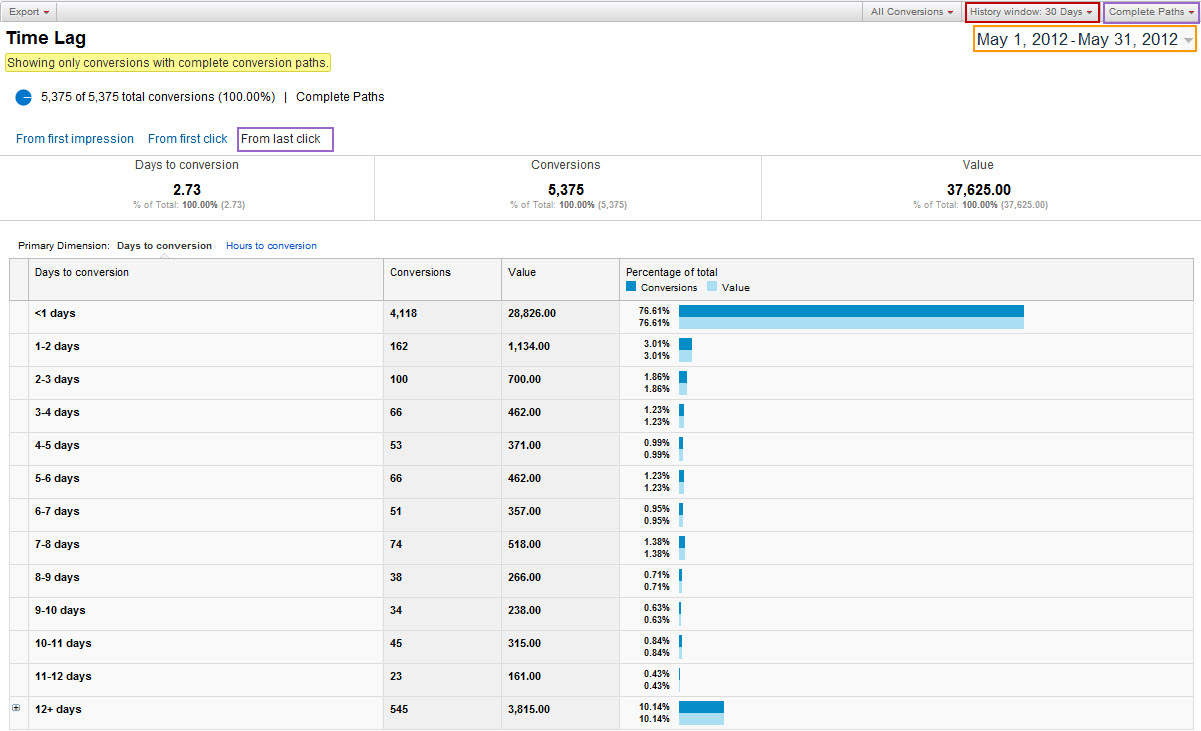 Export
All Conversions
History window: 30 Days
Complete Paths
Time Lag
May 1, 2012 - May 31, 2012
Showing only conversions with complete conversion paths.
5,375 of 5,375 total conversions (100.00%) | Complete Paths
From first impression From first click From last click
Days to conversion Conversions Value
2.73 5,375 37,625.00
% of Total: 100.00% (2.73) % of Total: 100.00% (5,375) % of Total: 100.00% (37,625.00)
Primary Dimension: Days to conversion Hours to conversion
Days to conversion Conversions Value Percentage of total
Conversions Value
<1 days 4,118 28,826.00 76.61%
76.61%
1-2 days 162 1,134.00 3.01%
3.01%
2-3 days 100 700.00 1.86%
1.86%
3-4 days 66 462.00 1.23%
1.23%
4-5 days 53 371.00 0.99%
0.99%
5-6 days 66 462.00 1.23%
1.23%
6-7 days 51 357.00 0.95%
0.95%
7-8 days 74 518.00 1.38%
1.38%
8-9 days 38 266.00 0.71%
0.71%
9-10 days 34 238.00 0.63%
0.63%
10-11 days 45 315.00 0.84%
0.84%
11-12 days 23 161.00 0.43%
0.43%
12+ days 545 3,815.00 10.14%
10.14%